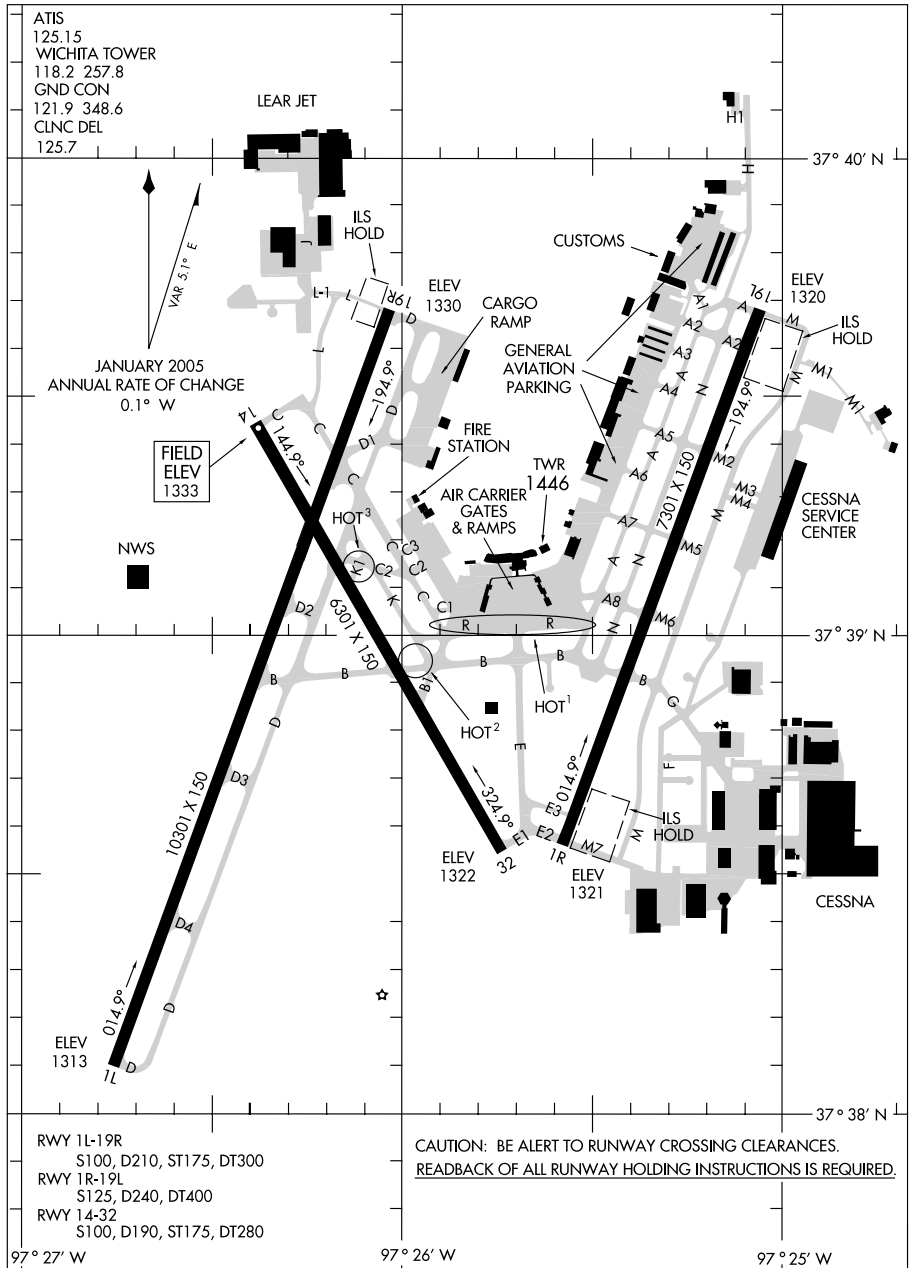 ATIS
125.15
WICHITA TOWER
118.2 257.8
GND CON
121.9 348.6
CLNC DEL
125.7
LEAR JET
H1
H
37° 40' N
VAR 5.1° E
JANUARY 2005
ANNUAL RATE OF CHANGE
0.1° W
J
ILS
HOLD
L-1
L
L
19R
D
ELEV
1330
CARGO
RAMP
CUSTOMS
GENERAL
AVIATION
PARKING
A1
A2
A3
A
A4
A5
A
A6
A7
A
A8
N
N
N
A
A2
19L
ELEV
1320
M
ILS
HOLD
M
M1
M1
194.9°
194.9°
14
C
C
144.9°
D
D1
C
FIELD
ELEV
1333
FIRE
STATION
TWR
1446
AIR CARRIER
GATES
& RAMPS
HOT³
NWS
K1
C
C3
C2
C2
K
C
C1
7301 X 150
M2
M3
M4
M
M5
M6
CESSNA
SERVICE
CENTER
R
R
37° 39' N
D2
6301 X 150
B
B
B
B
B
B1
G
HOT²
HOT¹
D
D3
10301 X 150
E
F
324.9°
014.9°
E3
E2
E1
32
1R
M7
M
ILS
HOLD
ELEV
1322
ELEV
1321
CESSNA
D4
D
014.9°
ELEV
1313
1L
D
37° 38' N
RWY 1L-19R
S100, D210, ST175, DT300
RWY 1R-19L
S125, D240, DT400
RWY 14-32
S100, D190, ST175, DT280
CAUTION: BE ALERT TO RUNWAY CROSSING CLEARANCES.
READBACK OF ALL RUNWAY HOLDING INSTRUCTIONS IS REQUIRED.
97° 27' W
97° 26' W
97° 25' W